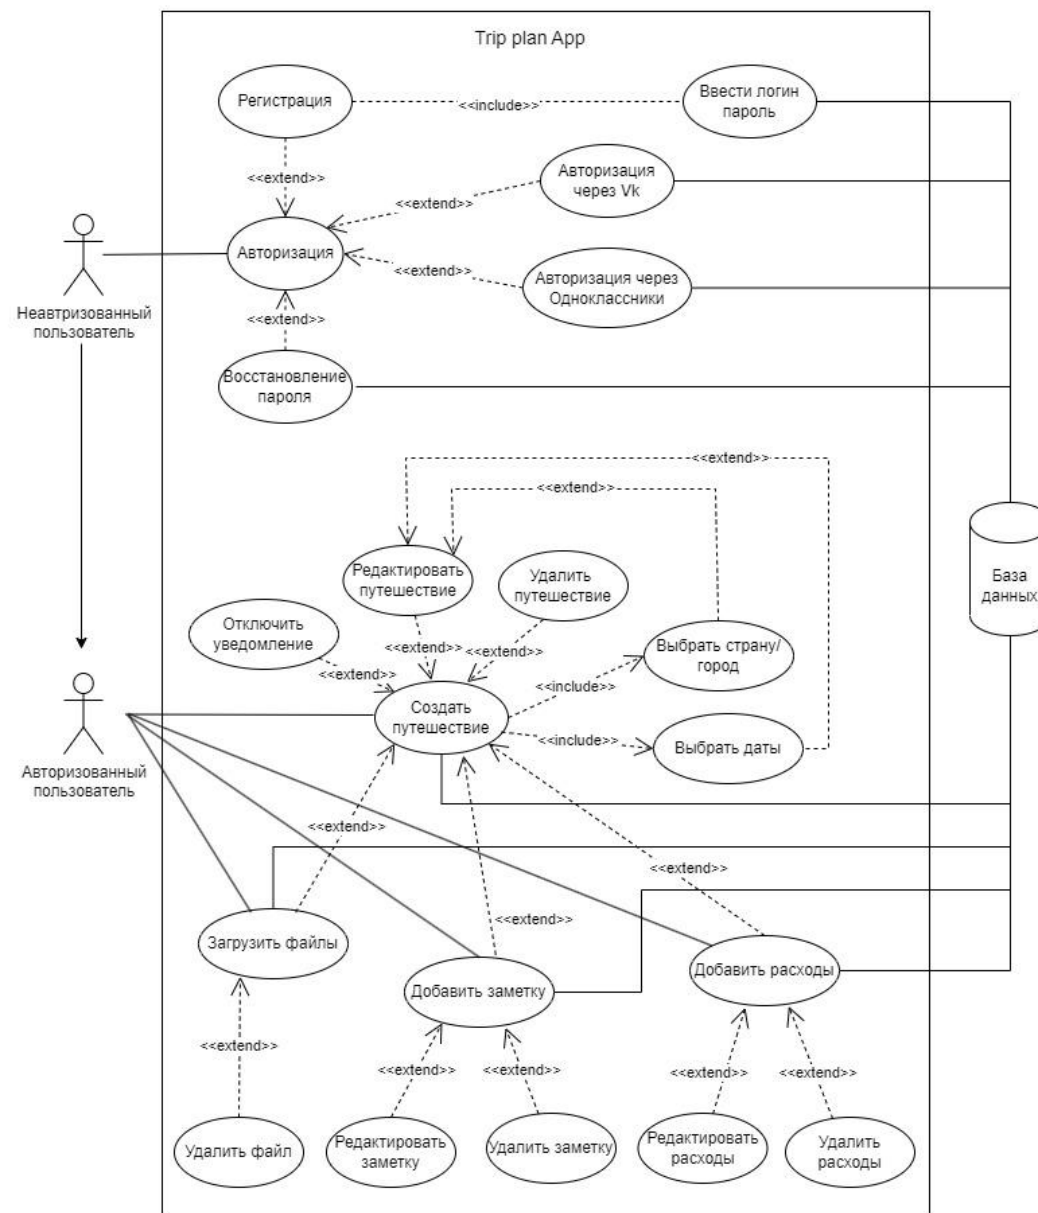 Trip plan App
Регистрация
<<include>>
Ввести логин
пароль
<<extend>>
Авторизация
через Vk
<<extend>>
Авторизация
<<extend>>
Авторизация через
Одноклассники
Неавтризованный
пользователь
<<extend>>
Восстановление
пароля
<<extend>>
<<extend>>
Редактировать
путешествие
Удалить
путешествие
База
данных
Отключить
уведомление
<<extend>>
<<extend>>
<<extend>>
Выбрать страну/
город
<<include>>
Создать
путешествие
<<include>>
Выбрать даты
Авторизованный
пользователь
<<extend>>
<<extend>>
<<extend>>
Загрузить файлы
Добавить заметку
Добавить расходы
<<extend>>
<<extend>>
<<extend>>
<<extend>>
<<extend>>
Удалить файл
Редактировать
заметку
Удалить заметку
Редактировать
расходы
Удалить
расходы